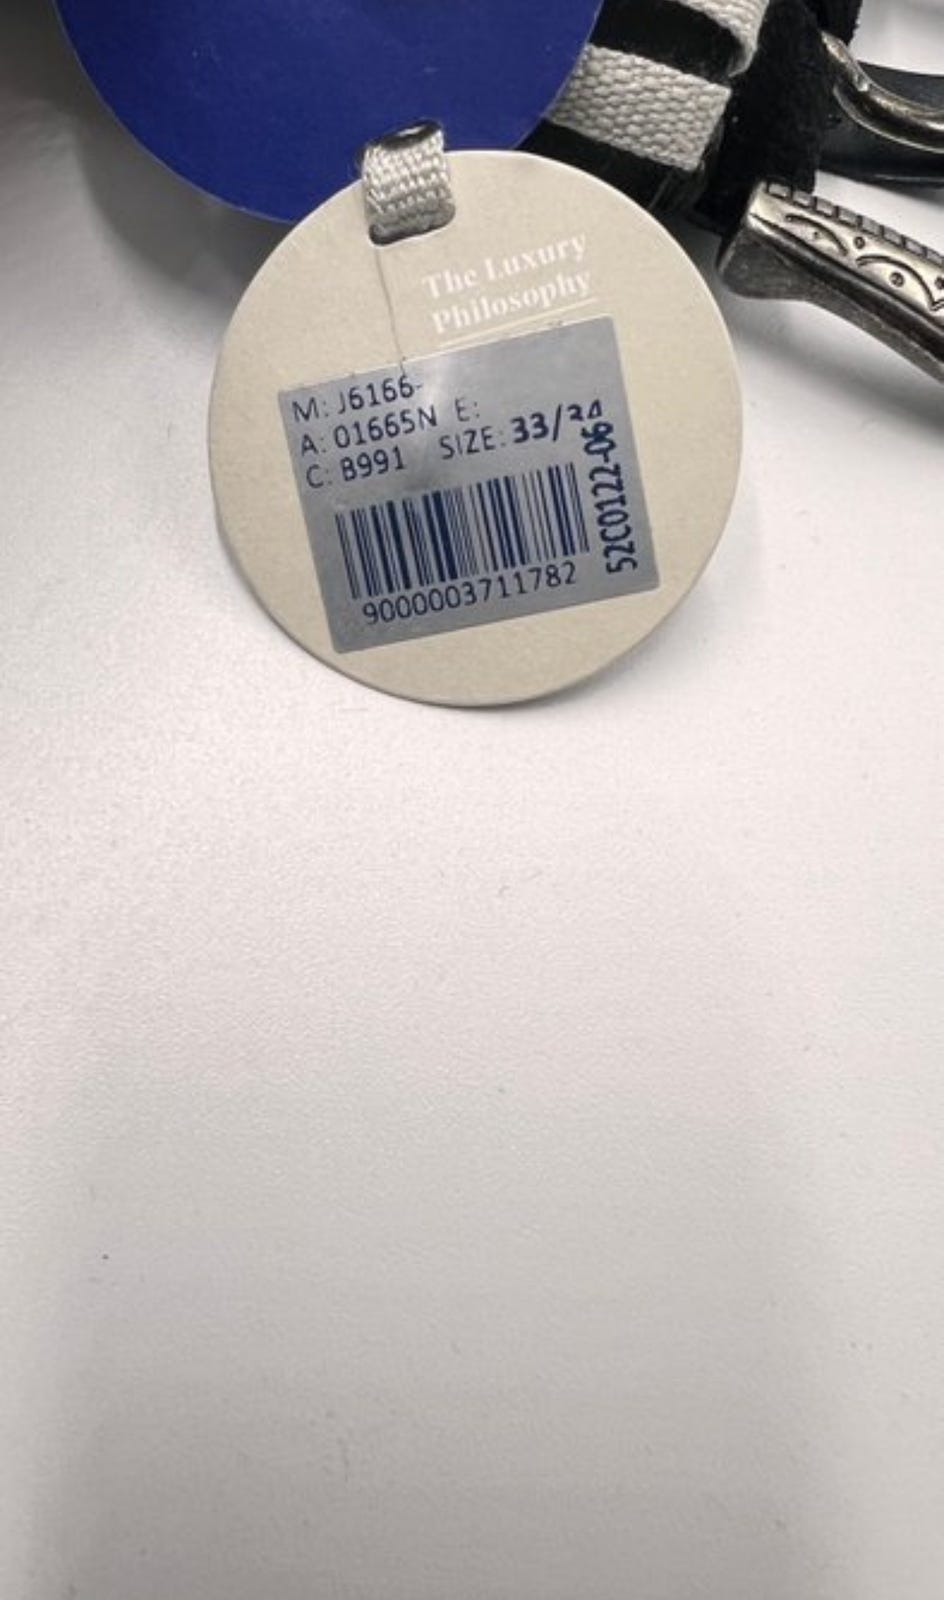 The Luxury
Philosophy
M: J6166-
A: 01665N E:
C: B991 SIZE: 33/34
52C0122-06
9000003711782